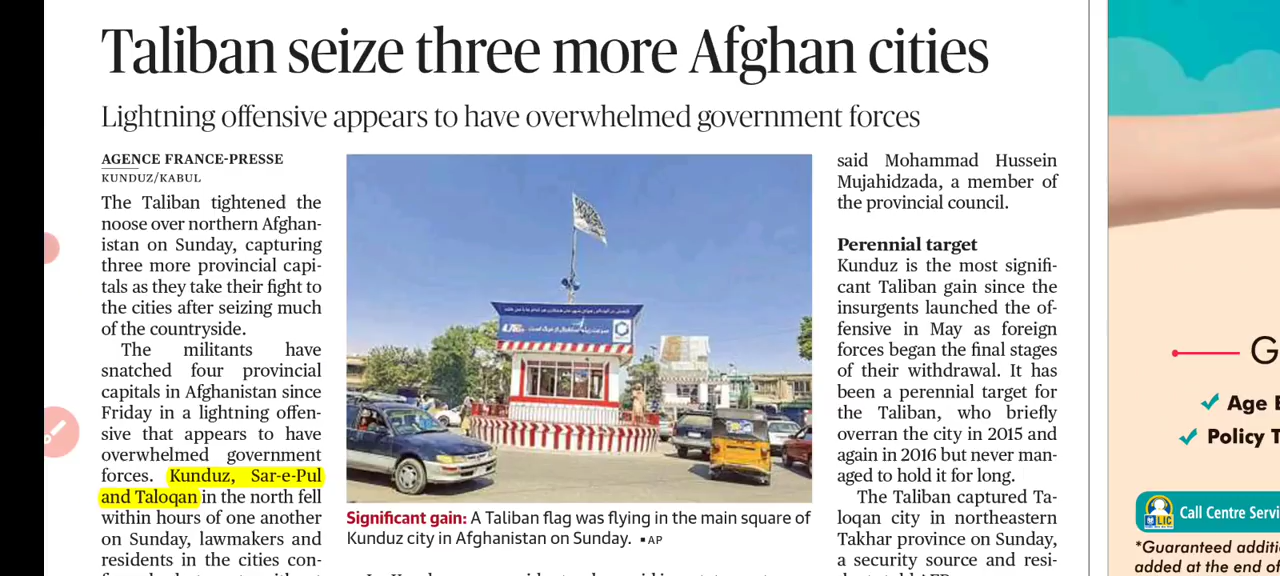 Taliban seize three more Afghan cities
Lightning offensive appears to have overwhelmed government forces
AGENCE FRANCE-PRESSE
KUNDUZ/KABUL
The Taliban tightened the
noose over northern Afghan-
istan on Sunday, capturing
three more provincial capi-
tals as they take their fight to
the cities after seizing much
of the countryside.
The militants have
snatched four provincial
capitals in Afghanistan since
Friday in a lightning offen-
sive that appears to have
overwhelmed government
forces. Kunduz, Sar-e-Pul
and Taloqan in the north fell
within hours of one another
on Sunday, lawmakers and
residents in the cities con-
Significant gain: A Taliban flag was flying in the main square of
Kunduz city in Afghanistan on Sunday. ▪AP
said Mohammad Hussein
Mujahidzada, a member of
the provincial council.
Perennial target
Kunduz is the most signifi-
cant Taliban gain since the
insurgents launched the of-
fensive in May as foreign
forces began the final stages
of their withdrawal. It has
been a perennial target for
the Taliban, who briefly
overran the city in 2015 and
again in 2016 but never man-
aged to hold it for long.
The Taliban captured Ta-
loqan city in northeastern
Takhar province on Sunday,
a security source and resi-
G
Age
Policy
LIC
Call Centre
*Guaranteed
added at the end of